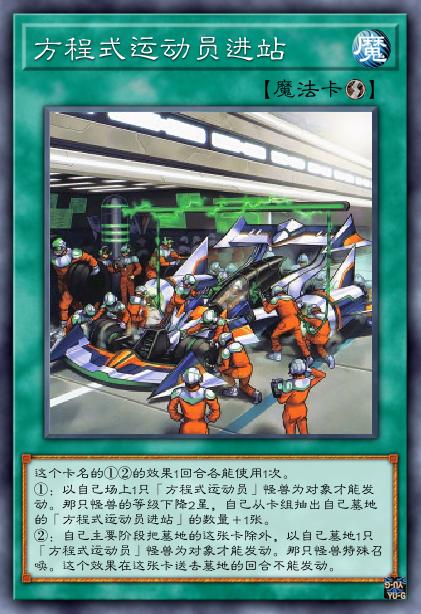 方程式运动员进站
魔
【魔法卡】
这个卡名的①②的效果1回合各能使用1次。
①：以自己场上1只「方程式运动员」怪兽为对象才能发
动。那只怪兽的等级下降2星，自己从卡组抽出自己墓地
的「方程式运动员进站」的数量＋1张。
②：自己主要阶段把墓地的这张卡除外，以自己墓地1只
「方程式运动员」怪兽为对象才能发动。那只怪兽特殊召
唤。这个效果在这张卡送去墓地的回合不能发动。